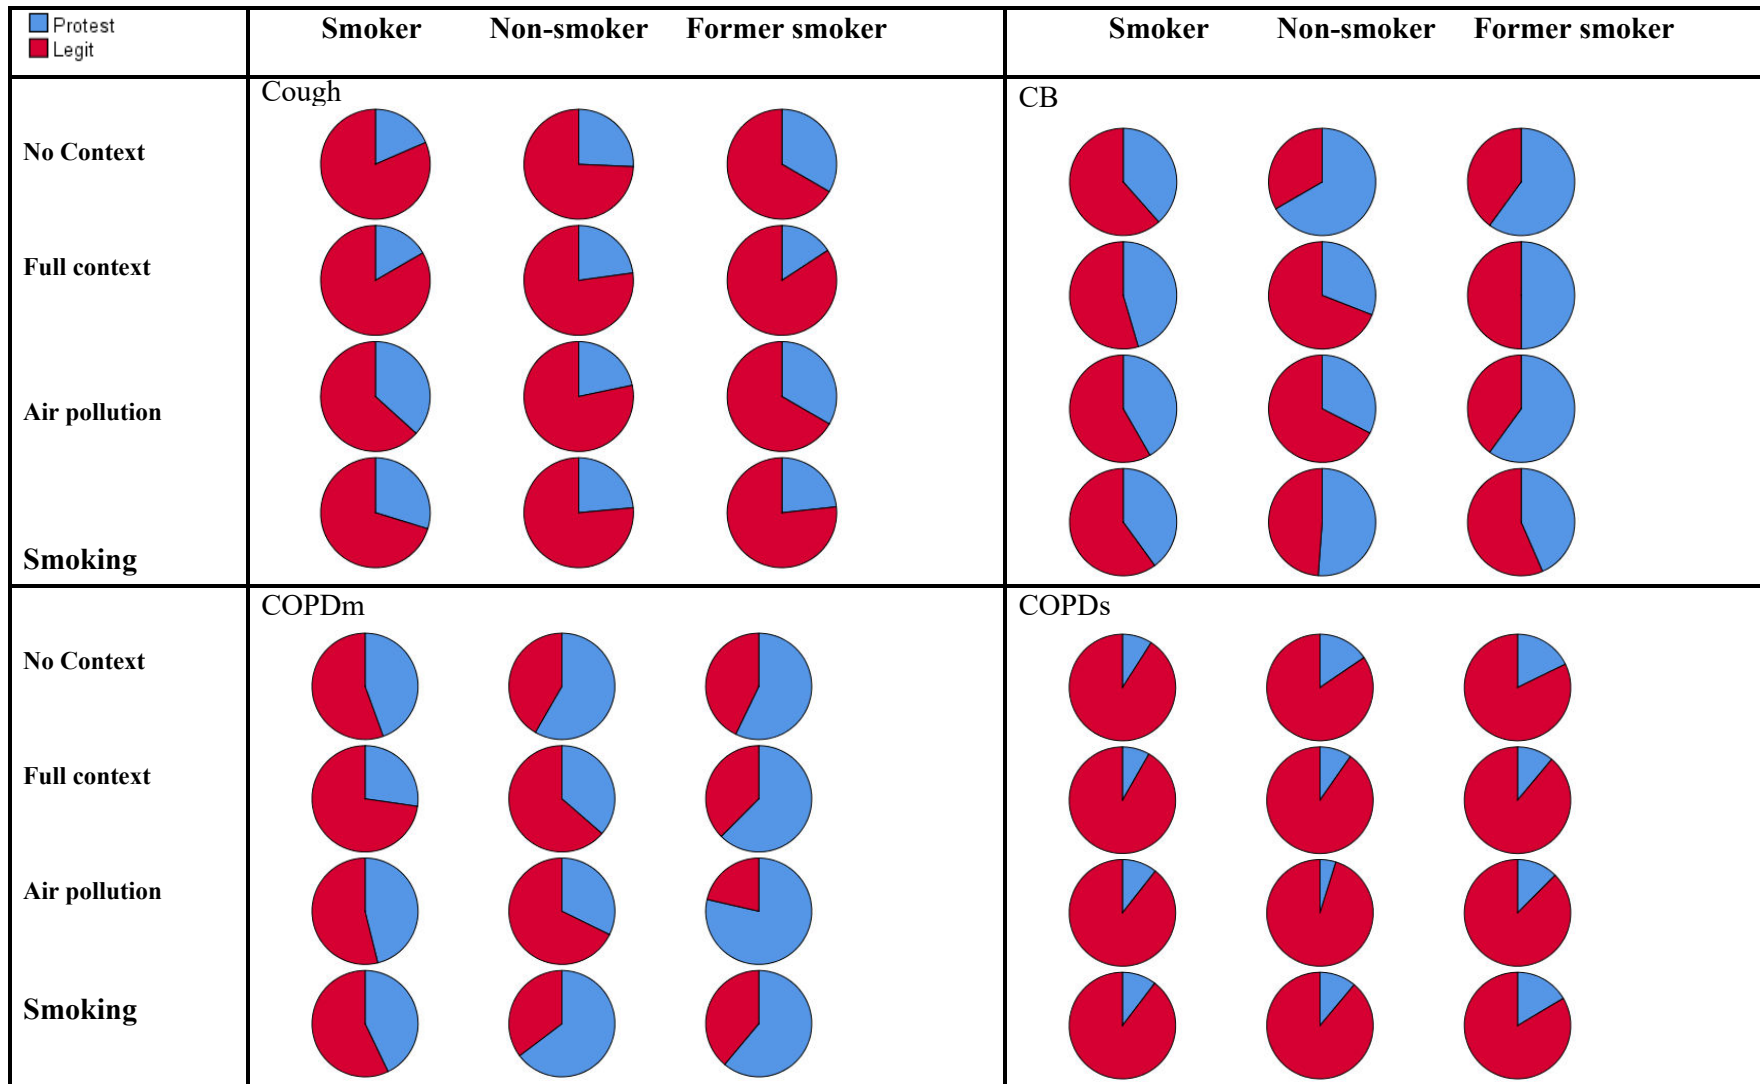 Protest
Legit
Smoker Non-smoker Former smoker Smoker Non-smoker Former smoker
Cough CB
No Context
Full context
Air pollution
Smoking
COPDm COPDs
No Context
Full context
Air pollution
Smoking